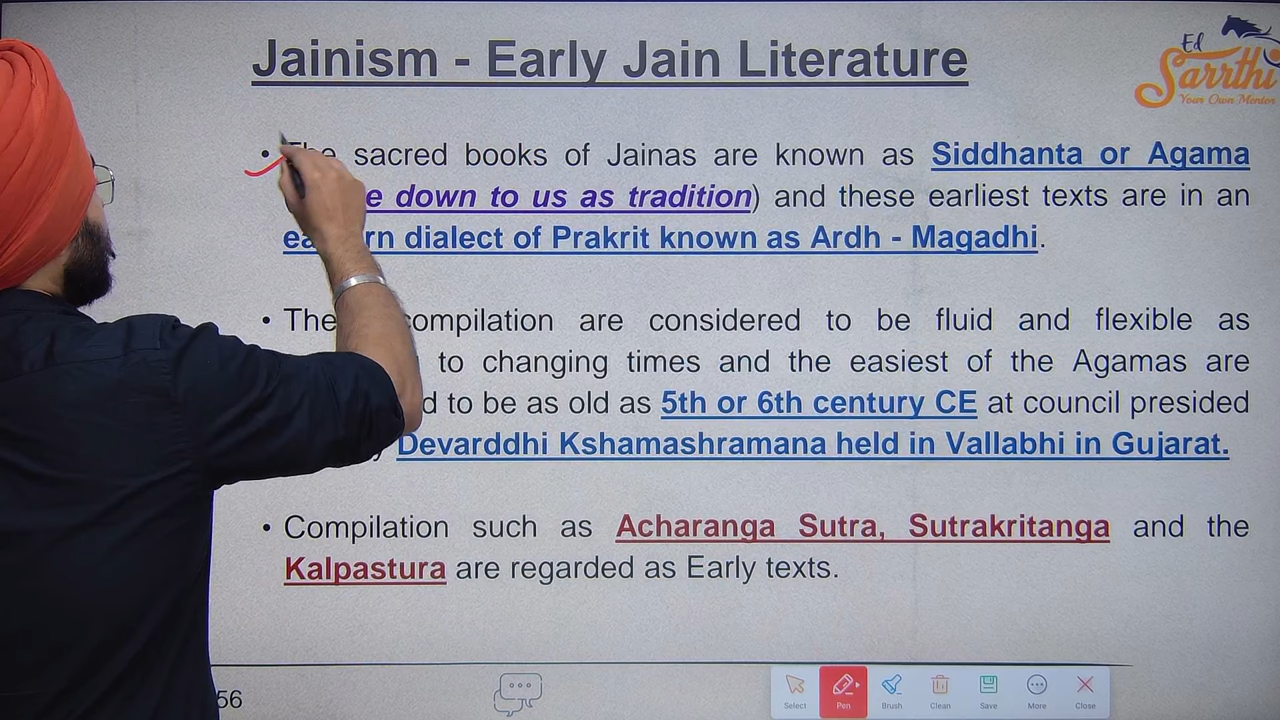 Jainism - Early Jain Literature
Ed
Sarrthi
Your Own Mentor
• The sacred books of Jainas are known as Siddhanta or Agama
e down to us as tradition) and these earliest texts are in an
ea rn dialect of Prakrit known as Ardh - Magadhi.
• The compilation are considered to be fluid and flexible as
to changing times and the easiest of the Agamas are
d to be as old as 5th or 6th century CE at council presided
Devarddhi Kshamashramana held in Vallabhi in Gujarat.
• Compilation such as Acharanga Sutra, Sutrakritanga and the
Kalpastura are regarded as Early texts.
56
Select Pen Brush Clean Save More Close